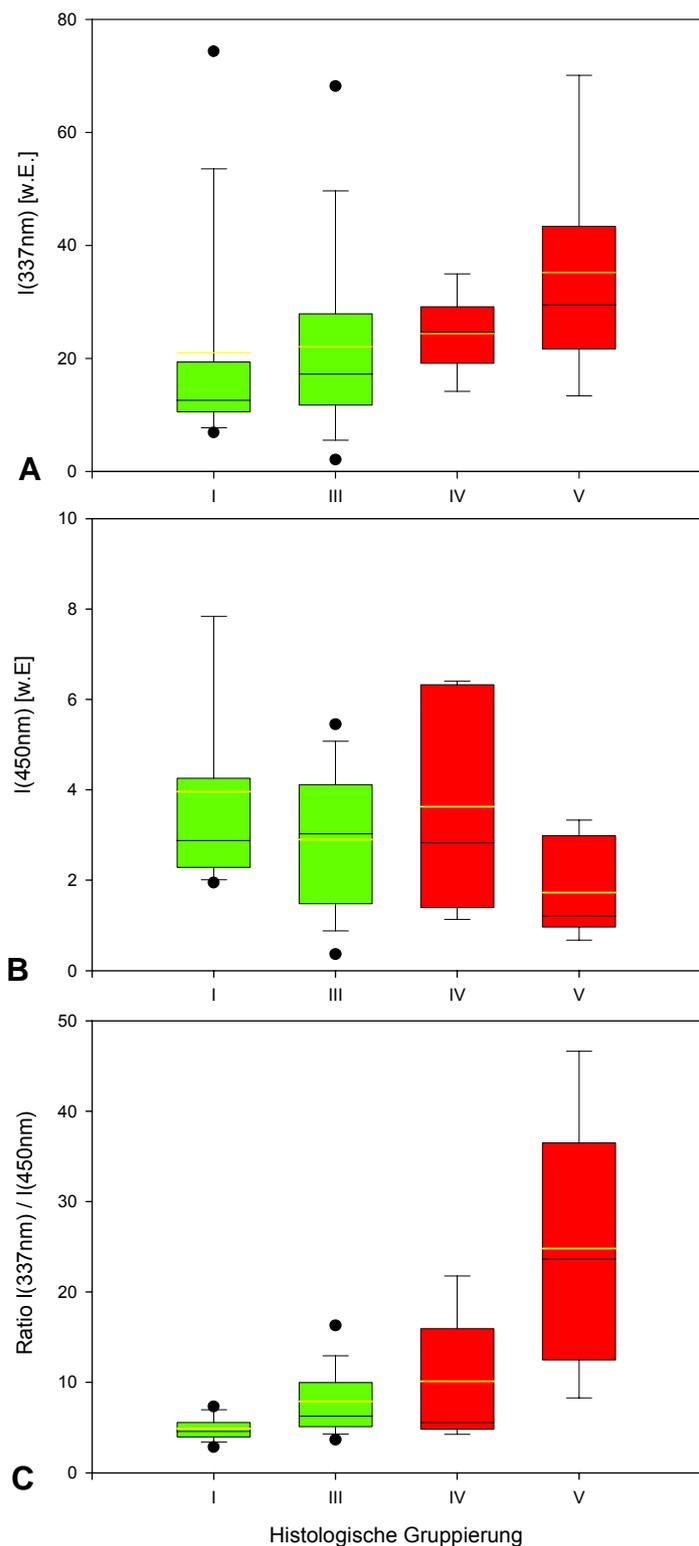 80
60
40
20
0
I(337nm) [w.E.]
A
I III IV V
10
8
6
4
2
0
I(450nm) [w.E]
B
I III IV V
50
40
30
20
10
0
Ratio I(337nm) / I(450nm)
C
I III IV V
Histologische Gruppierung